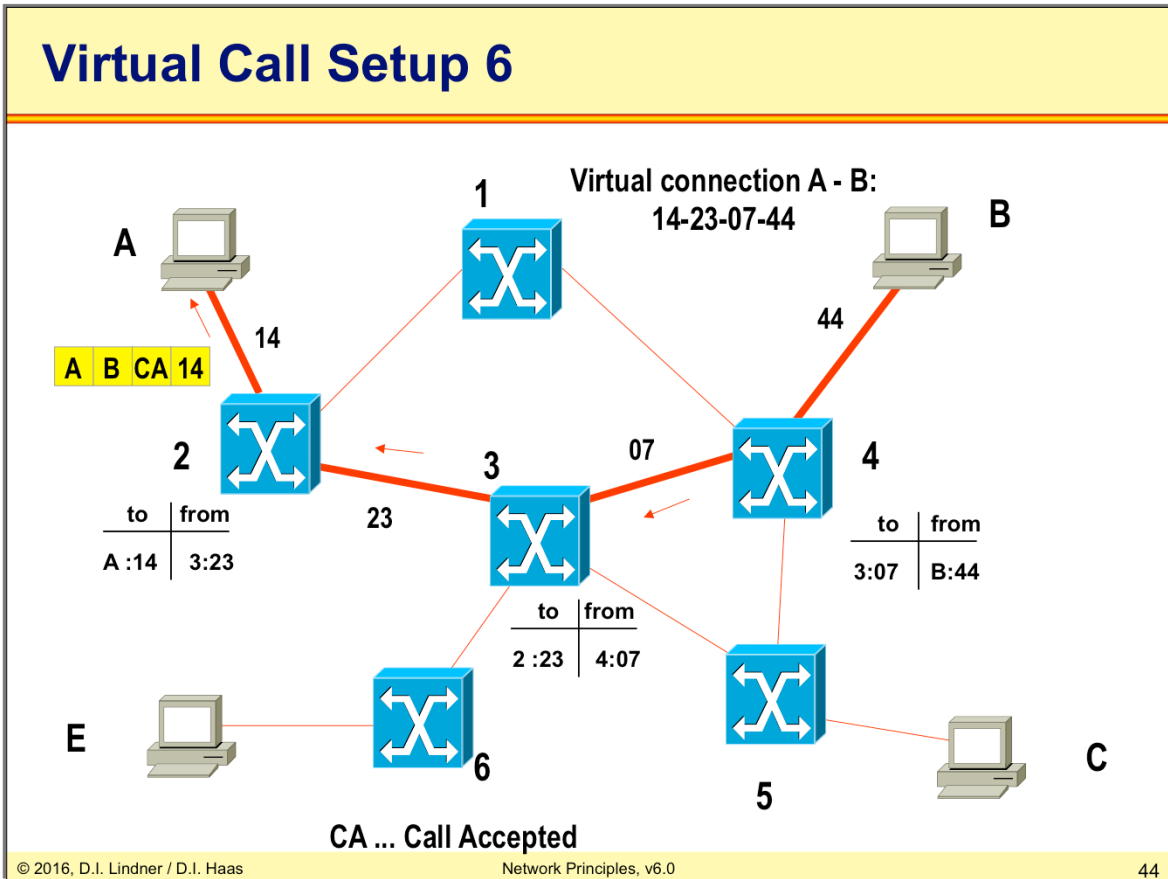 Virtual Call Setup 6
Virtual connection A - B:
14-23-07-44
1
A
B
14
44
A B CA 14
2
3
07
4
23
to from
A :14 3:23
to from
3:07 B:44
to from
2 :23 4:07
E
6
5
C
CA ... Call Accepted
© 2016, D.I. Lindner / D.I. Haas
Network Principles, v6.0
44